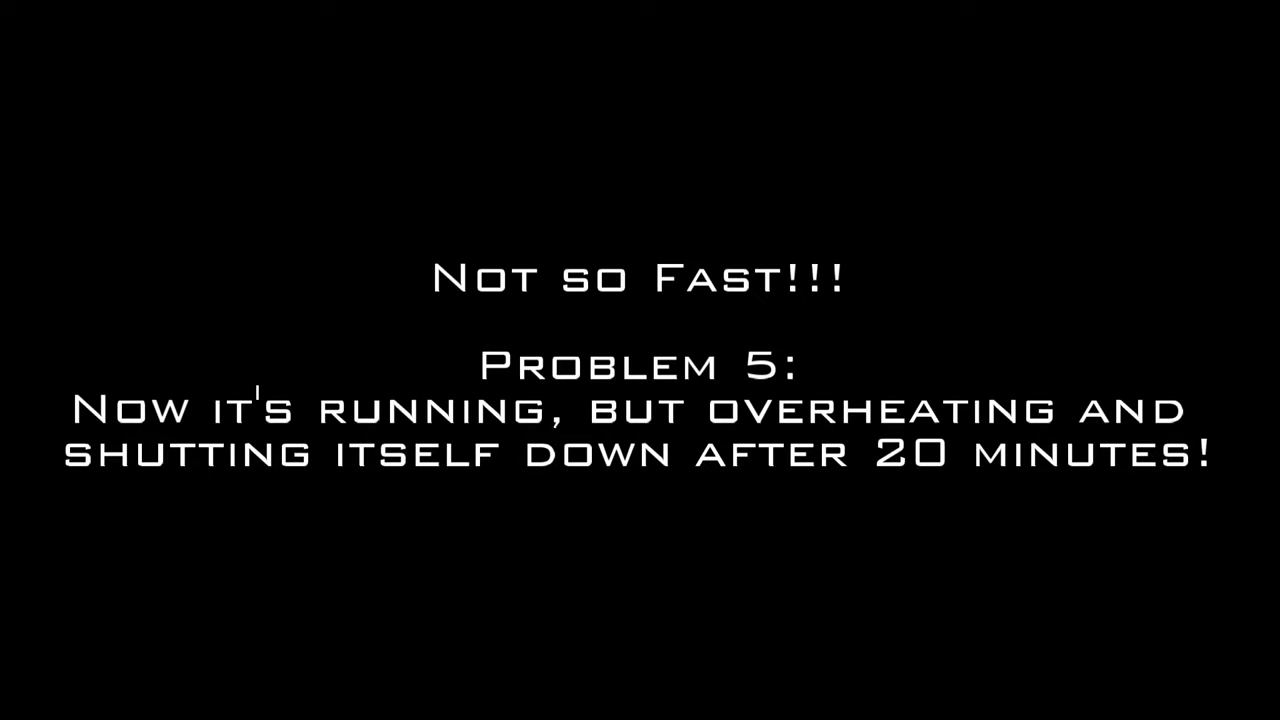 Not so Fast!!!
Problem 5:
Now it's running, but overheating and
shutting itself down after 20 minutes!